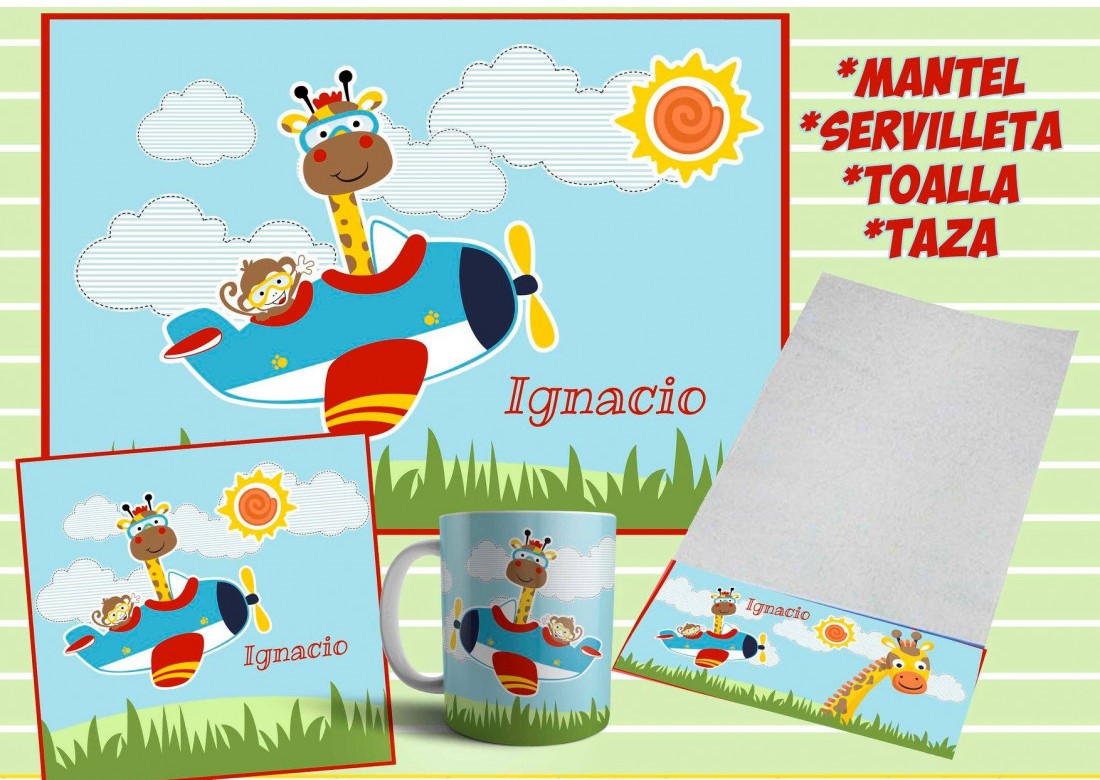 *MANTEL
*SERVILLETA
*TOALLA
*TAZA
Ignacio
Ignacio
Ignacio